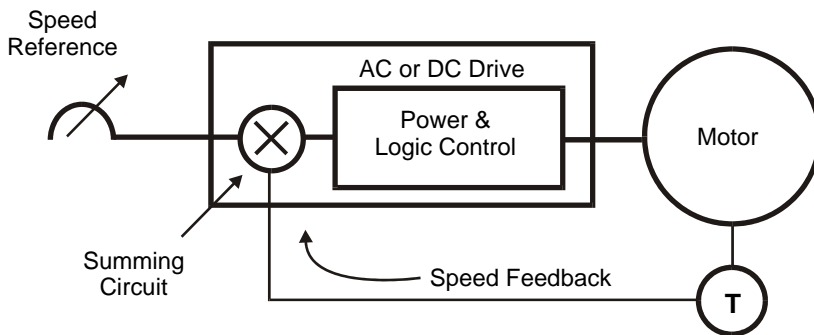 Speed
Reference
AC or DC Drive
Power &
Logic Control
Motor
Summing
Circuit
Speed Feedback
T